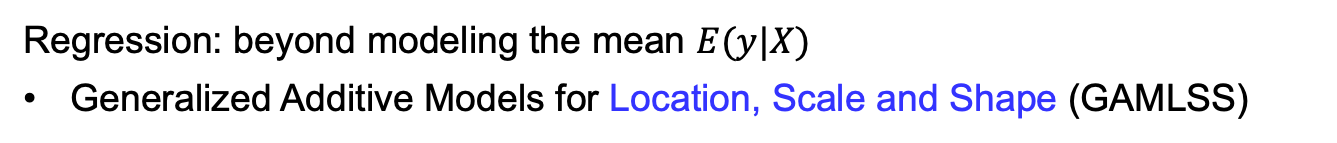 Regression: beyond modeling the mean E(y|X)
• Generalized Additive Models for Location, Scale and Shape (GAMLSS)